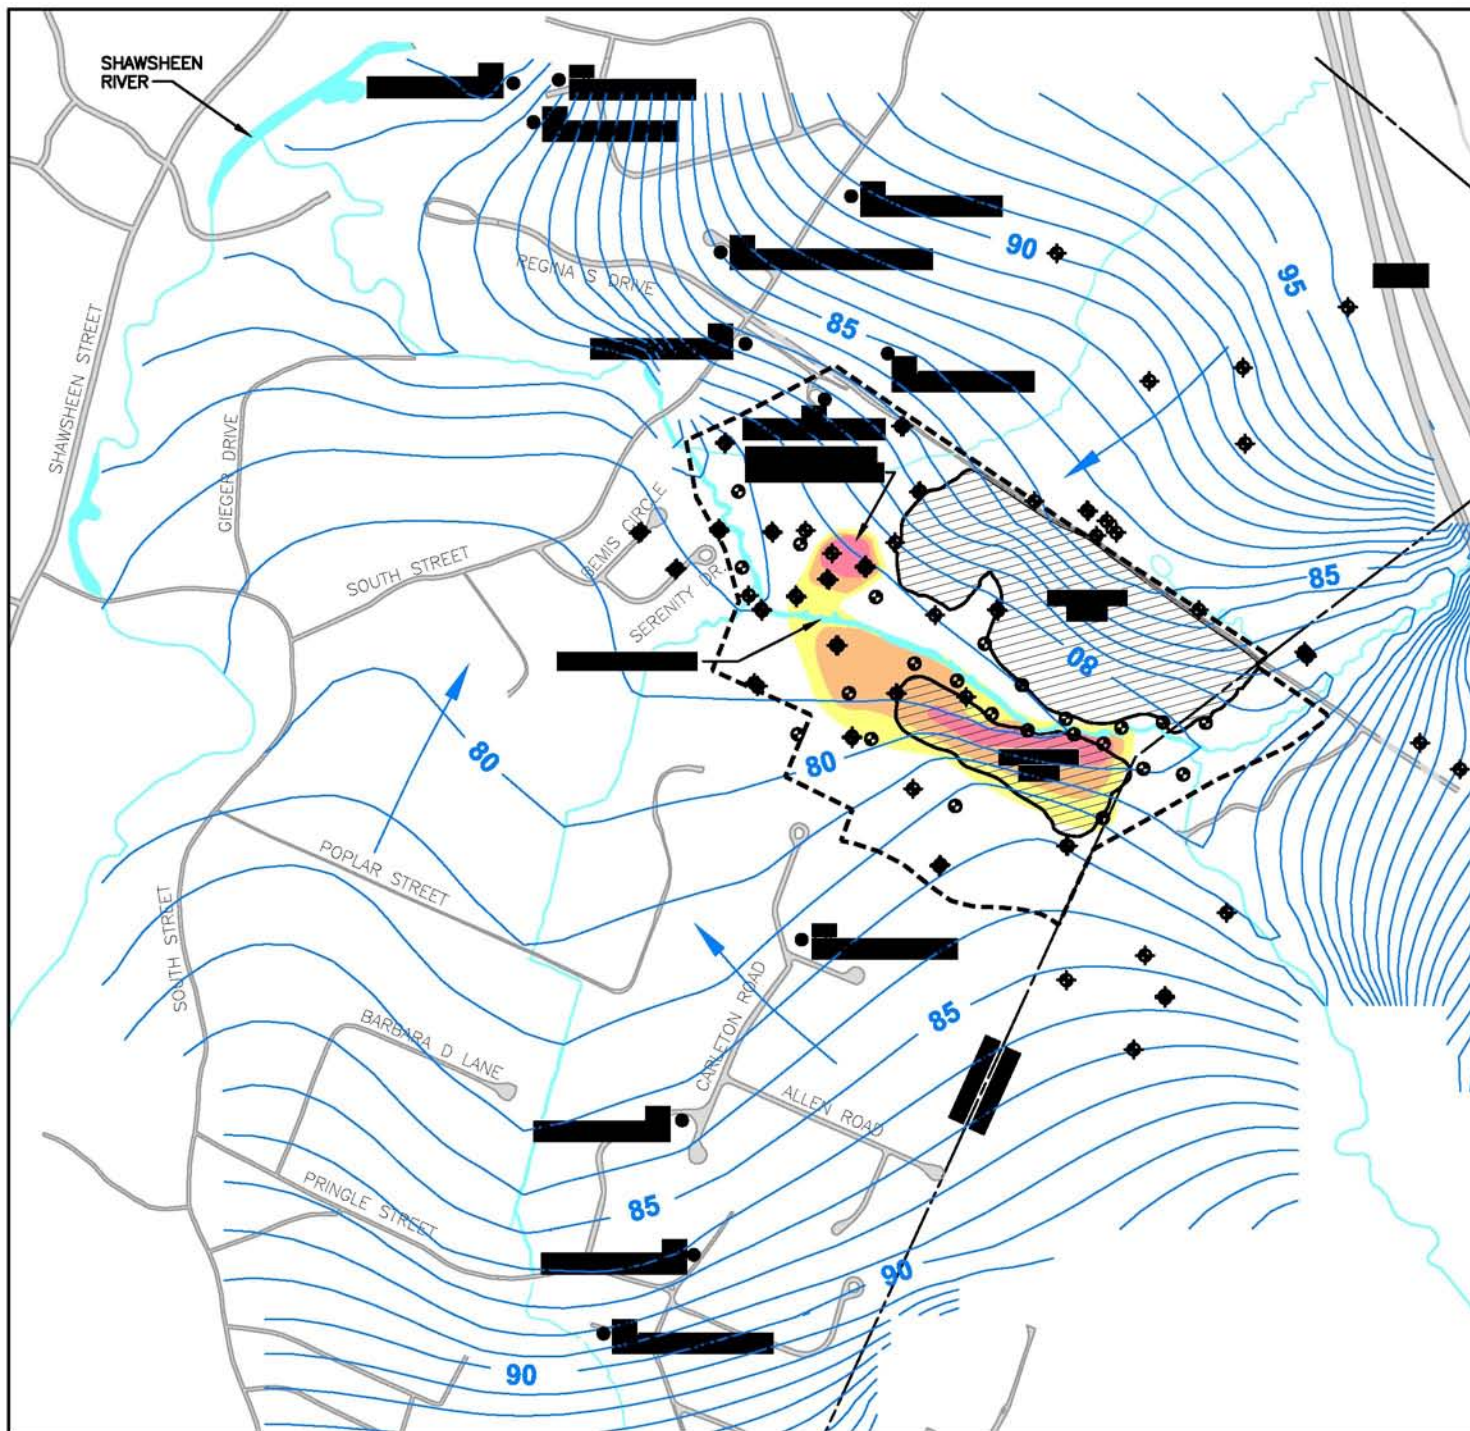 SHAWSHEEN
RIVER
90
REGINA S DRIVE
95
85
SHAWSHEEN STREET
GIEGER DRIVE
BEMIS CIRCLE
SOUTH STREET
85
SERENITY DR.
80
80
80
POPLAR STREET
SOUTH STREET
CARLETON ROAD
85
BARBARA D LANE
ALLEN ROAD
PRINGLE STREET
85
90
90